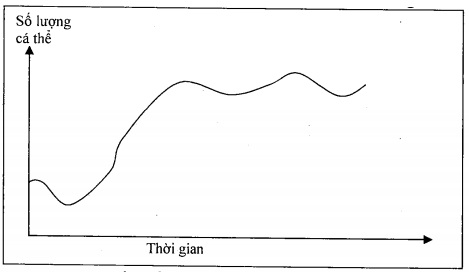 Số lượng
cá thể
Thời gian